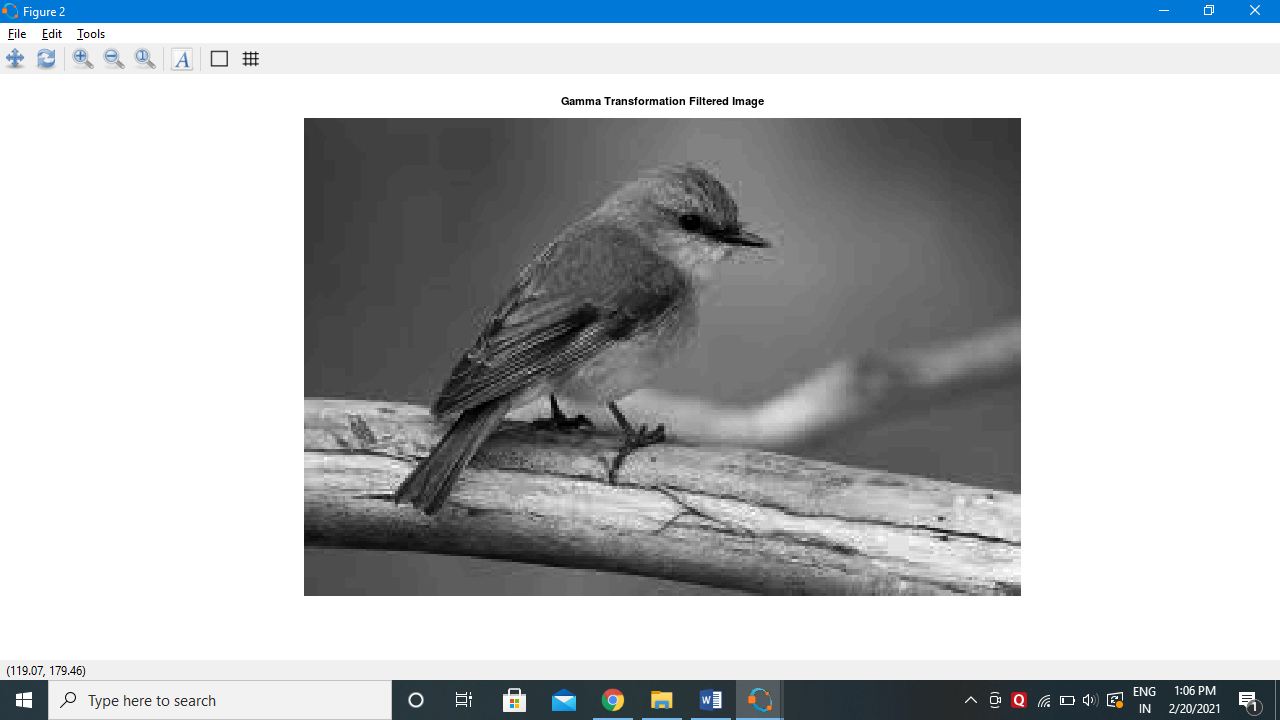 Figure 2
File Edit Tools
A
Gamma Transformation Filtered Image
(119.07, 179.46)
Type here to search
ENG
IN
1:06 PM
2/20/2021
1